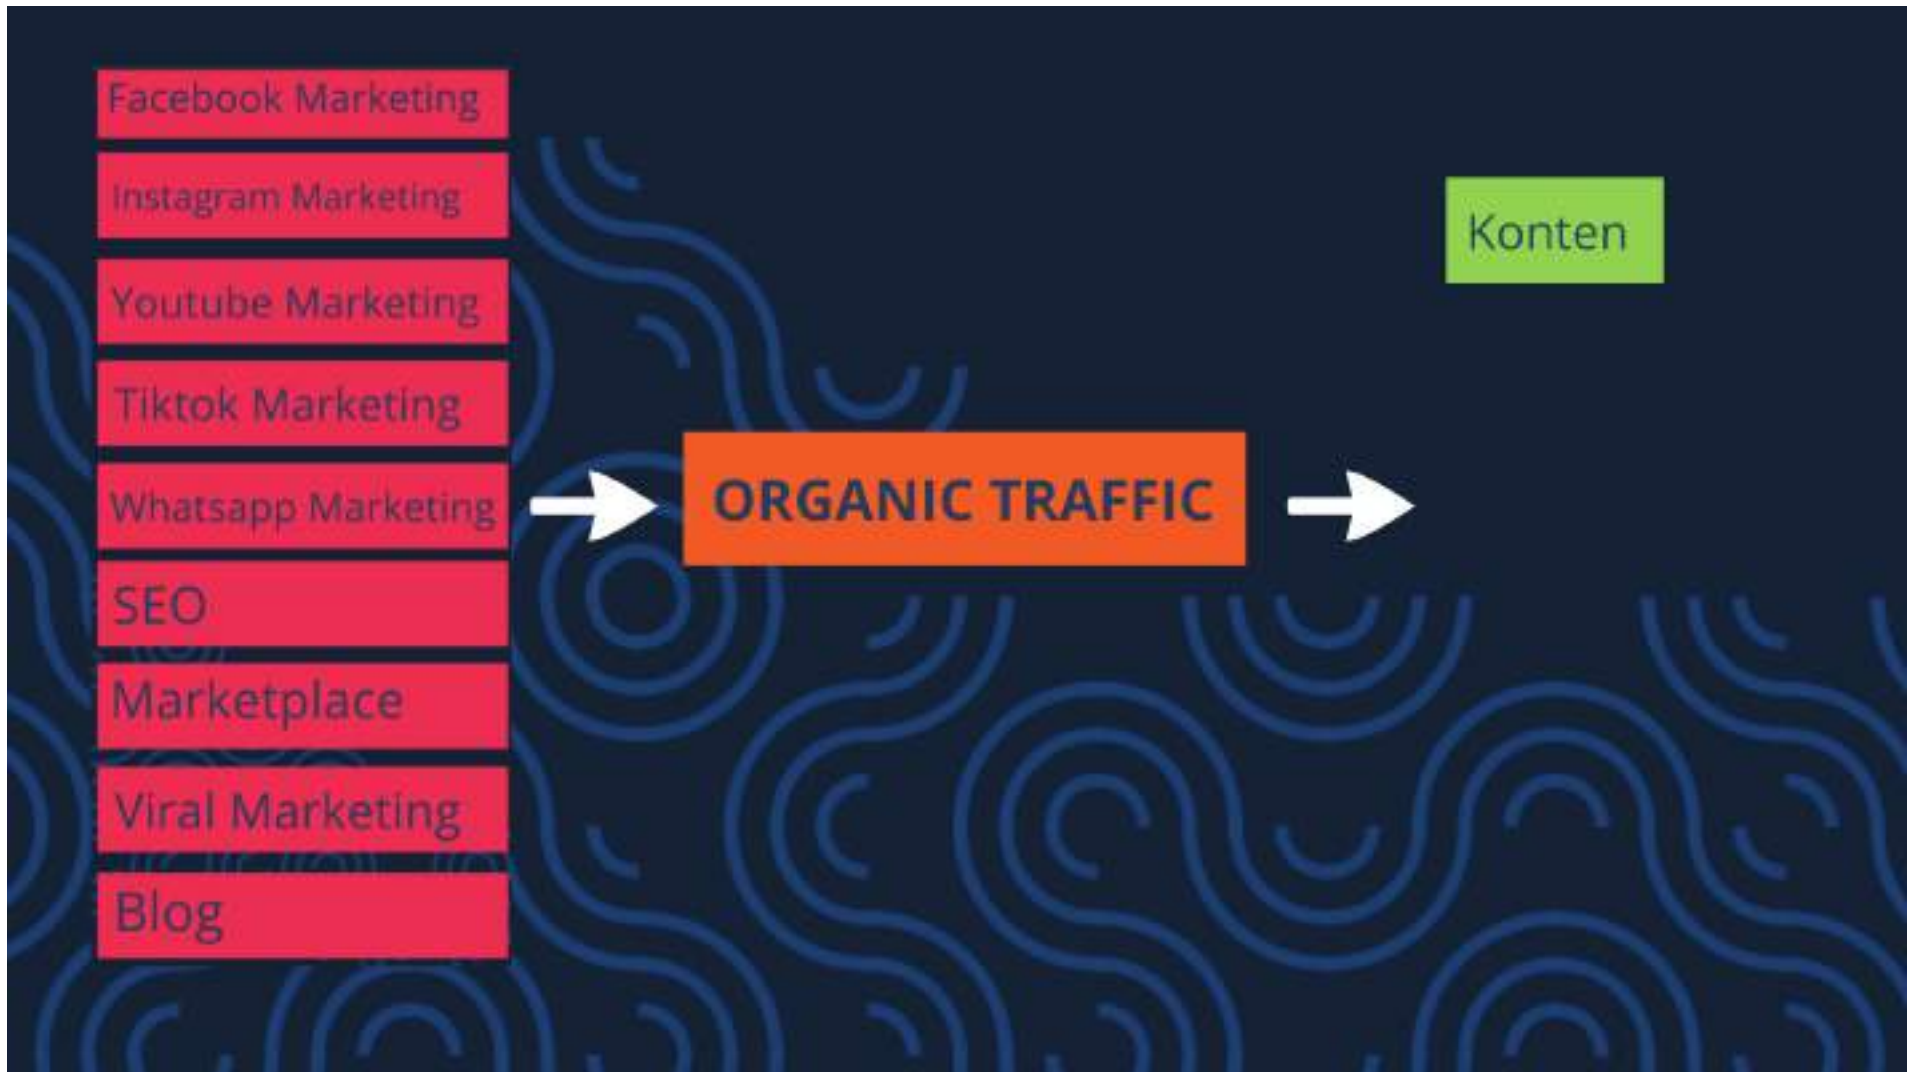 Facebook Marketing
Instagram Marketing
Youtube Marketing
Tiktok Marketing
Whatsapp Marketing
SEO
Marketplace
Viral Marketing
Blog
ORGANIC TRAFFIC
Konten